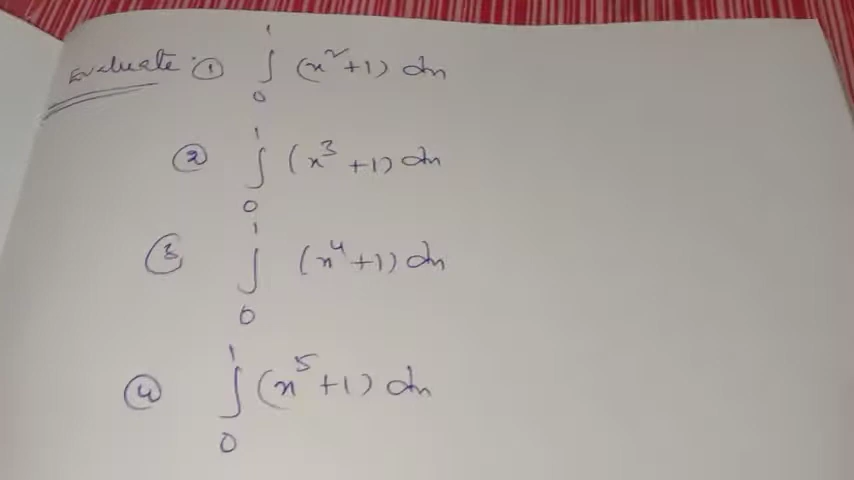 Evaluate : ① ∫₀¹ (x²+1) dx
② ∫₀¹ (x³+1) dx
③ ∫₀¹ (x⁴+1) dx
④ ∫₀¹ (x⁵+1) dx